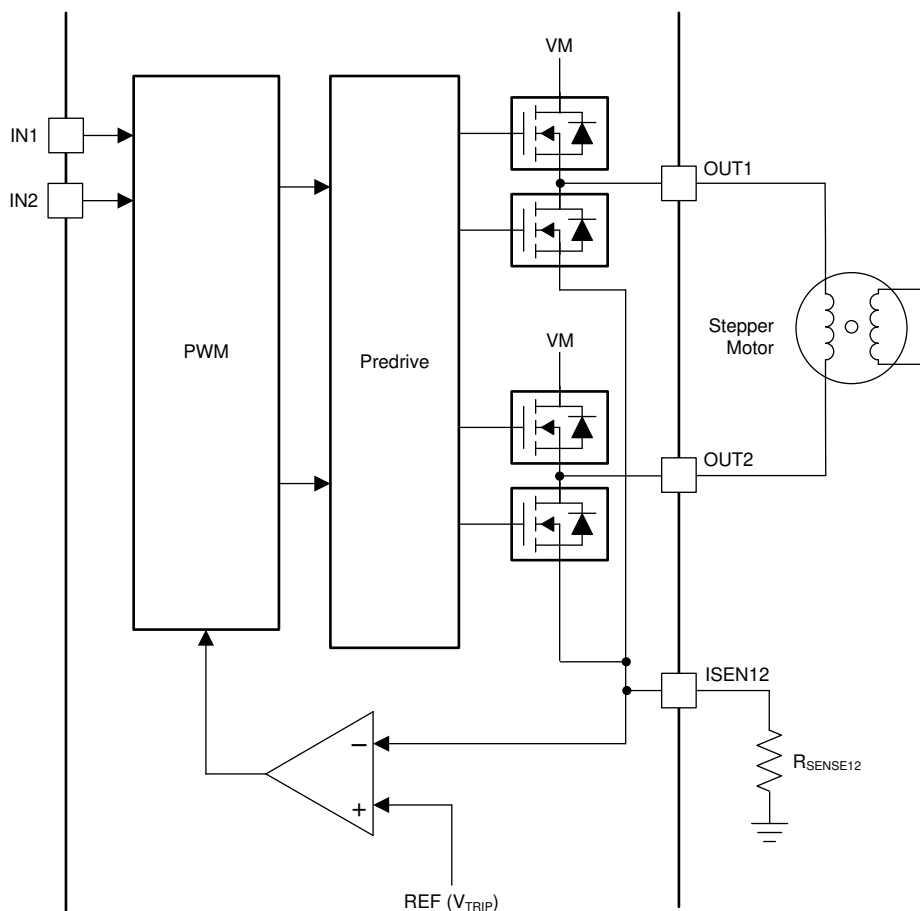 VM
IN1
IN2
OUT1
PWM
Predrive
Stepper
Motor
VM
OUT2
ISEN12
−
+
RSENSE12
REF (VTRIP)